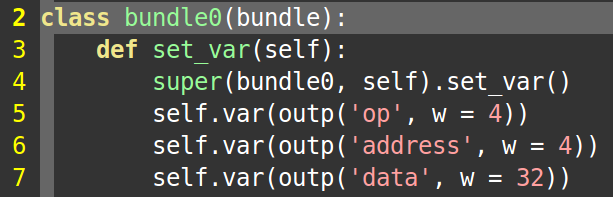 2 class bundle0(bundle):
3     def set_var(self):
4         super(bundle0, self).set_var()
5         self.var(outp('op', w = 4))
6         self.var(outp('address', w = 4))
7         self.var(outp('data', w = 32))